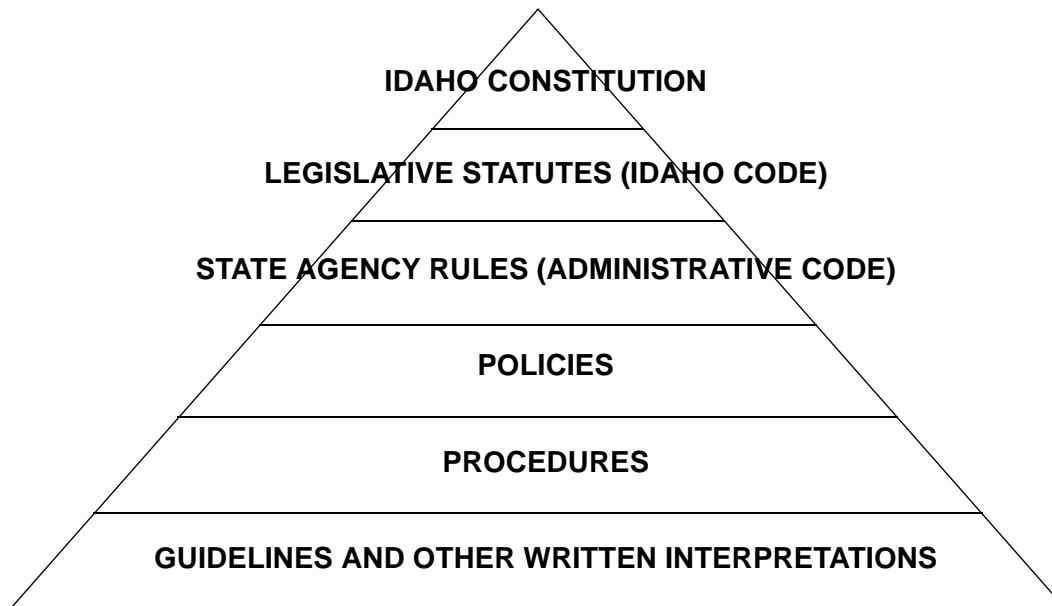 IDAHO CONSTITUTION
LEGISLATIVE STATUTES (IDAHO CODE)
STATE AGENCY RULES (ADMINISTRATIVE CODE)
POLICIES
PROCEDURES
GUIDELINES AND OTHER WRITTEN INTERPRETATIONS